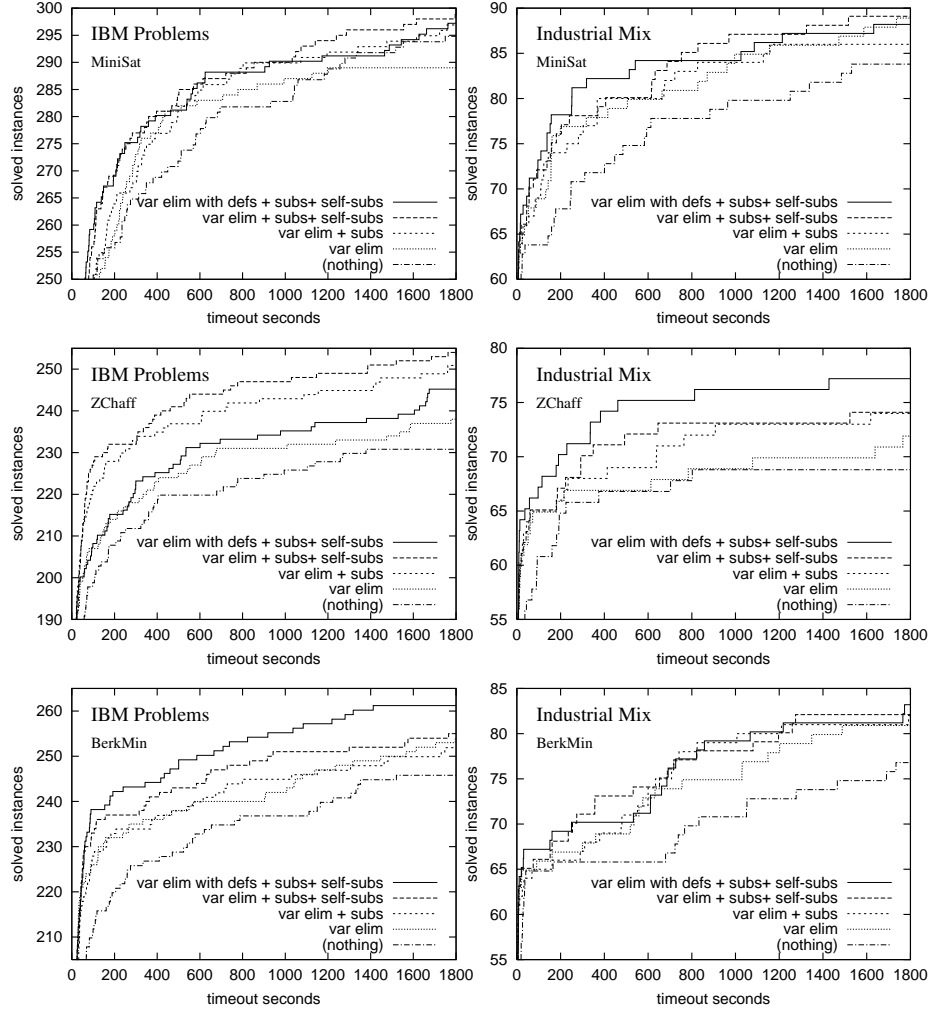 IBM Problems
MiniSat
solved instances
300
295
290
285
280
275
270
265
260
255
250
var elim with defs + subs+ self-subs
var elim + subs+ self-subs
var elim + subs
var elim
(nothing)
0 200 400 600 800 1000 1200 1400 1600 1800
timeout seconds
Industrial Mix
MiniSat
solved instances
90
85
80
75
70
65
60
var elim with defs + subs+ self-subs
var elim + subs+ self-subs
var elim + subs
var elim
(nothing)
0 200 400 600 800 1000 1200 1400 1600 1800
timeout seconds
IBM Problems
ZChaff
solved instances
250
240
230
220
210
200
190
var elim with defs + subs+ self-subs
var elim + subs+ self-subs
var elim + subs
var elim
(nothing)
0 200 400 600 800 1000 1200 1400 1600 1800
timeout seconds
Industrial Mix
ZChaff
solved instances
80
75
70
65
60
55
var elim with defs + subs+ self-subs
var elim + subs+ self-subs
var elim + subs
var elim
(nothing)
0 200 400 600 800 1000 1200 1400 1600 1800
timeout seconds
IBM Problems
BerkMin
solved instances
260
250
240
230
220
210
var elim with defs + subs+ self-subs
var elim + subs+ self-subs
var elim + subs
var elim
(nothing)
0 200 400 600 800 1000 1200 1400 1600 1800
timeout seconds
Industrial Mix
BerkMin
solved instances
85
80
75
70
65
60
55
var elim with defs + subs+ self-subs
var elim + subs+ self-subs
var elim + subs
var elim
(nothing)
0 200 400 600 800 1000 1200 1400 1600 1800
timeout seconds